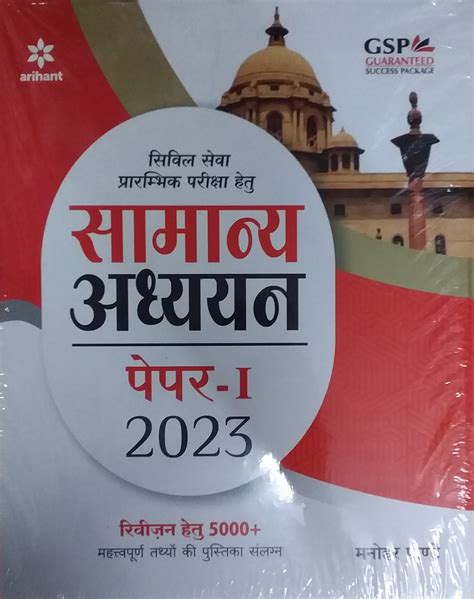 arihant
GSP
GUARANTEED
SUCCESS PACKAGE
सिविल सेवा
प्रारम्भिक परीक्षा हेतु
सामान्य
अध्ययन
पेपर-I
2023
रिवीज़न हेतु 5000+
महत्त्वपूर्ण तथ्यों की पुस्तिका संलग्न
मनोहर